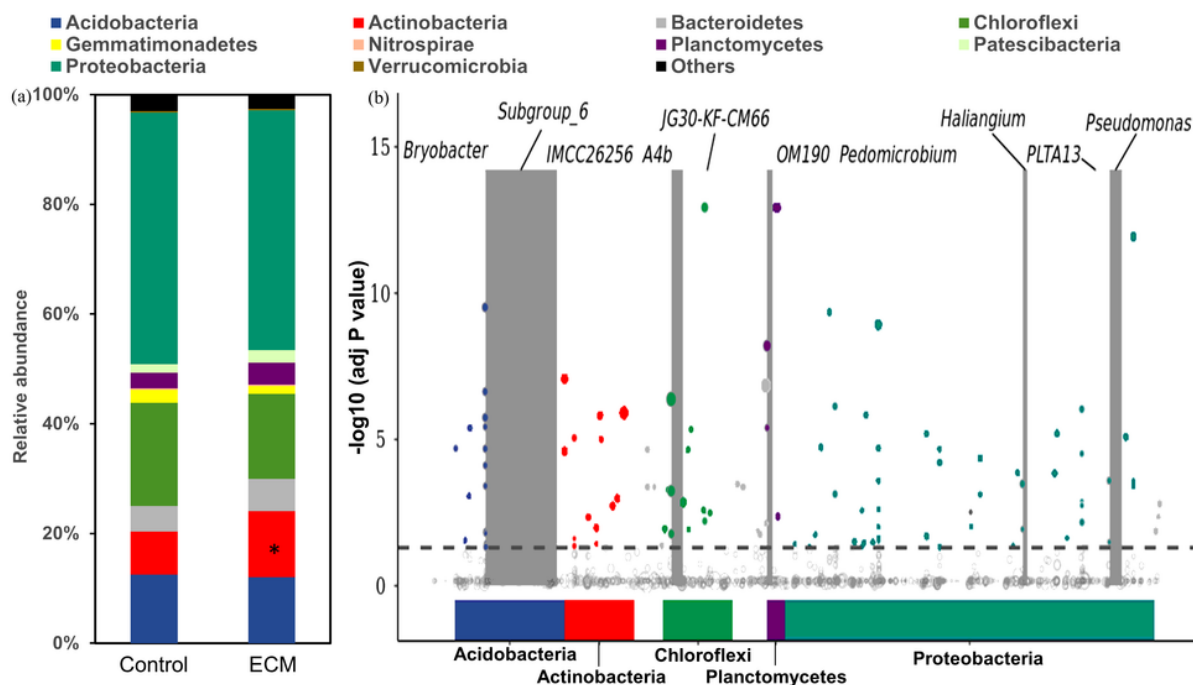 Acidobacteria Actinobacteria Bacteroidetes Chloroflexi
Gemmatimonadetes Nitrospirae Planctomycetes Patescibacteria
Proteobacteria Verrucomicrobia Others
(a)
100%
80%
60%
40%
20%
0%
Relative abundance
*
Control ECM
(b)
Subgroup_6 JG30-KF-CM66 Haliangium Pseudomonas
Bryobacter IMCC26256 A4b OM190 Pedomicrobium PLTA13
15
10
5
0
-log10 (adj P value)
Acidobacteria Chloroflexi Proteobacteria
Actinobacteria Planctomycetes